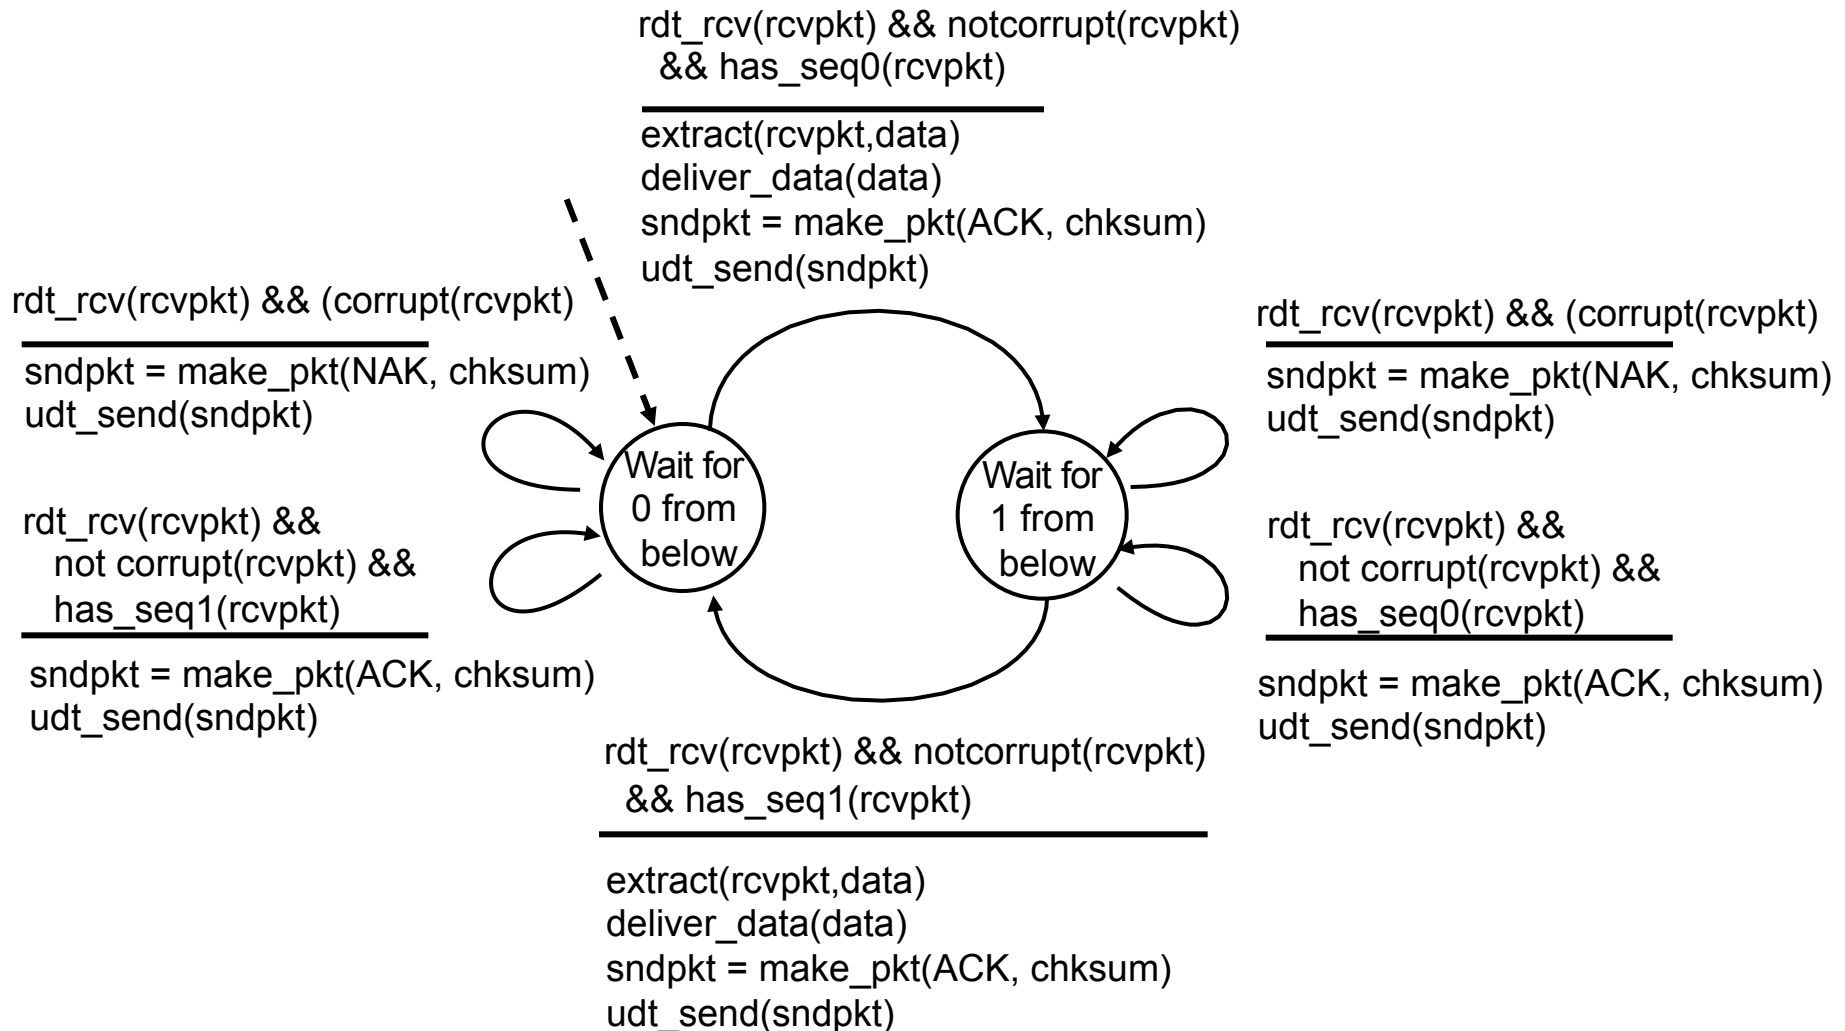 rdt_rcv(rcvpkt) && notcorrupt(rcvpkt)
&& has_seq0(rcvpkt)
extract(rcvpkt,data)
deliver_data(data)
sndpkt = make_pkt(ACK, chksum)
udt_send(sndpkt)
rdt_rcv(rcvpkt) && (corrupt(rcvpkt)
sndpkt = make_pkt(NAK, chksum)
udt_send(sndpkt)
rdt_rcv(rcvpkt) &&
not corrupt(rcvpkt) &&
has_seq1(rcvpkt)
sndpkt = make_pkt(ACK, chksum)
udt_send(sndpkt)
Wait for
0 from
below
Wait for
1 from
below
rdt_rcv(rcvpkt) && (corrupt(rcvpkt)
sndpkt = make_pkt(NAK, chksum)
udt_send(sndpkt)
rdt_rcv(rcvpkt) &&
not corrupt(rcvpkt) &&
has_seq0(rcvpkt)
sndpkt = make_pkt(ACK, chksum)
udt_send(sndpkt)
rdt_rcv(rcvpkt) && notcorrupt(rcvpkt)
&& has_seq1(rcvpkt)
extract(rcvpkt,data)
deliver_data(data)
sndpkt = make_pkt(ACK, chksum)
udt_send(sndpkt)